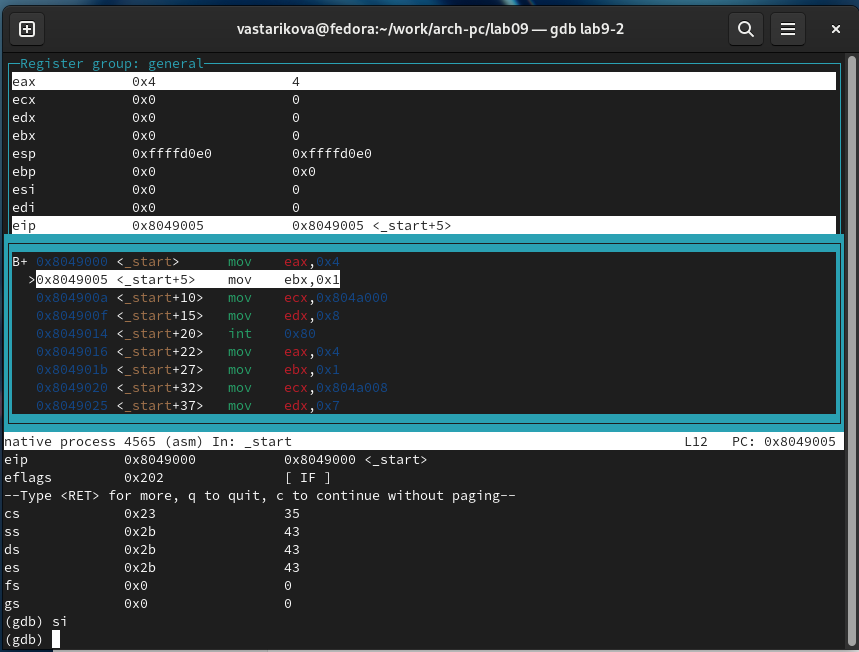 vastarikova@fedora:~/work/arch-pc/lab09 — gdb lab9-2
Register group: general
eax 0x4 4
ecx 0x0 0
edx 0x0 0
ebx 0x0 0
esp 0xffffd0e0 0xffffd0e0
ebp 0x0 0x0
esi 0x0 0
edi 0x0 0
eip 0x8049005 0x8049005 <_start+5>
B+ 0x8049000 <_start> mov eax,0x4
>0x8049005 <_start+5> mov ebx,0x1
0x804900a <_start+10> mov ecx,0x804a000
0x804900f <_start+15> mov edx,0x8
0x8049014 <_start+20> int 0x80
0x8049016 <_start+22> mov eax,0x4
0x804901b <_start+27> mov ebx,0x1
0x8049020 <_start+32> mov ecx,0x804a008
0x8049025 <_start+37> mov edx,0x7
native process 4565 (asm) In: _start L12 PC: 0x8049005
eip 0x8049000 0x8049000 <_start>
eflags 0x202 [ IF ]
--Type <RET> for more, q to quit, c to continue without paging--
cs 0x23 35
ss 0x2b 43
ds 0x2b 43
es 0x2b 43
fs 0x0 0
gs 0x0 0
(gdb) si
(gdb)